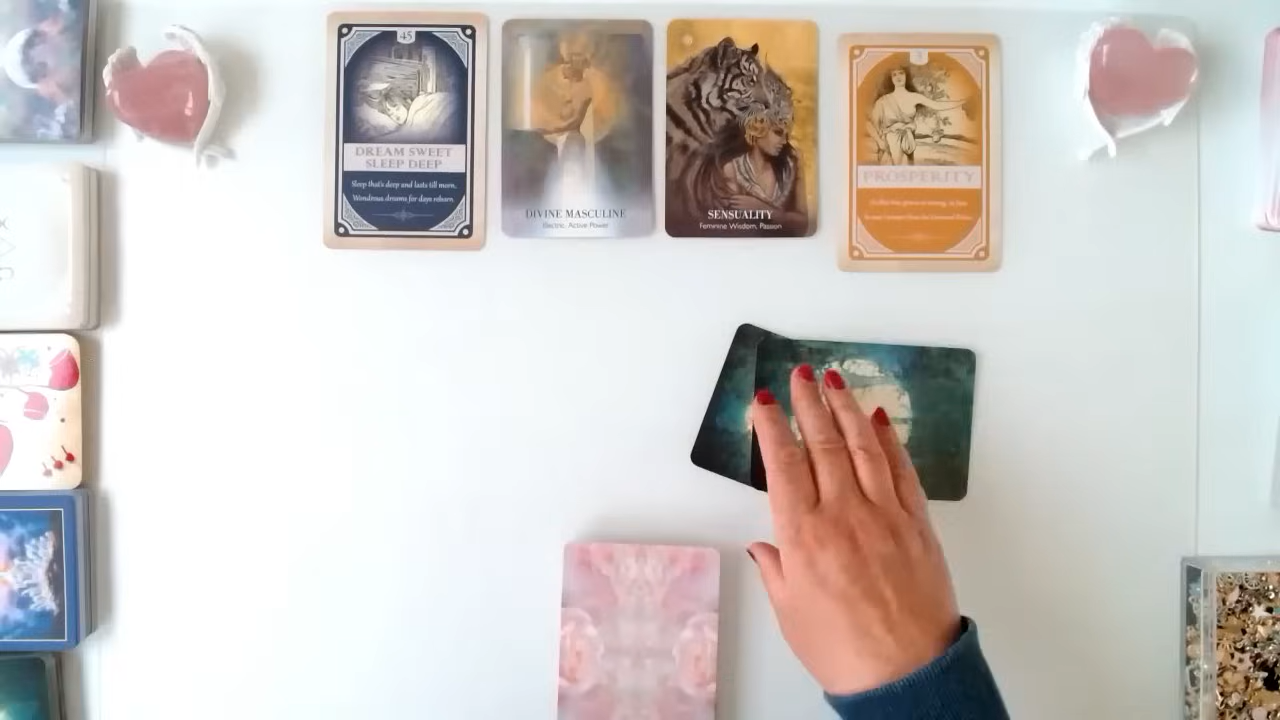 45
DREAM SWEET
SLEEP DEEP
Sleep that's deep and lasts till morn,
Wondrous dreams for days reborn.
DIVINE MASCULINE
Electric, Active Power
SENSUALITY
Feminine Wisdom, Passion
3
PROSPERITY